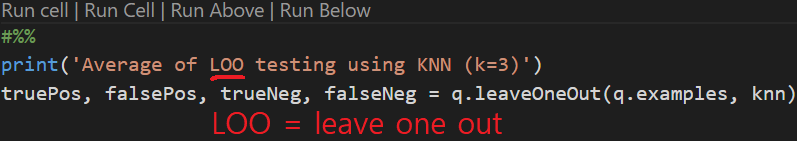 Run cell | Run Cell | Run Above | Run Below
#%%
print('Average of LOO testing using KNN (k=3)')
truePos, falsePos, trueNeg, falseNeg = q.leaveOneOut(q.examples, knn)
LOO = leave one out